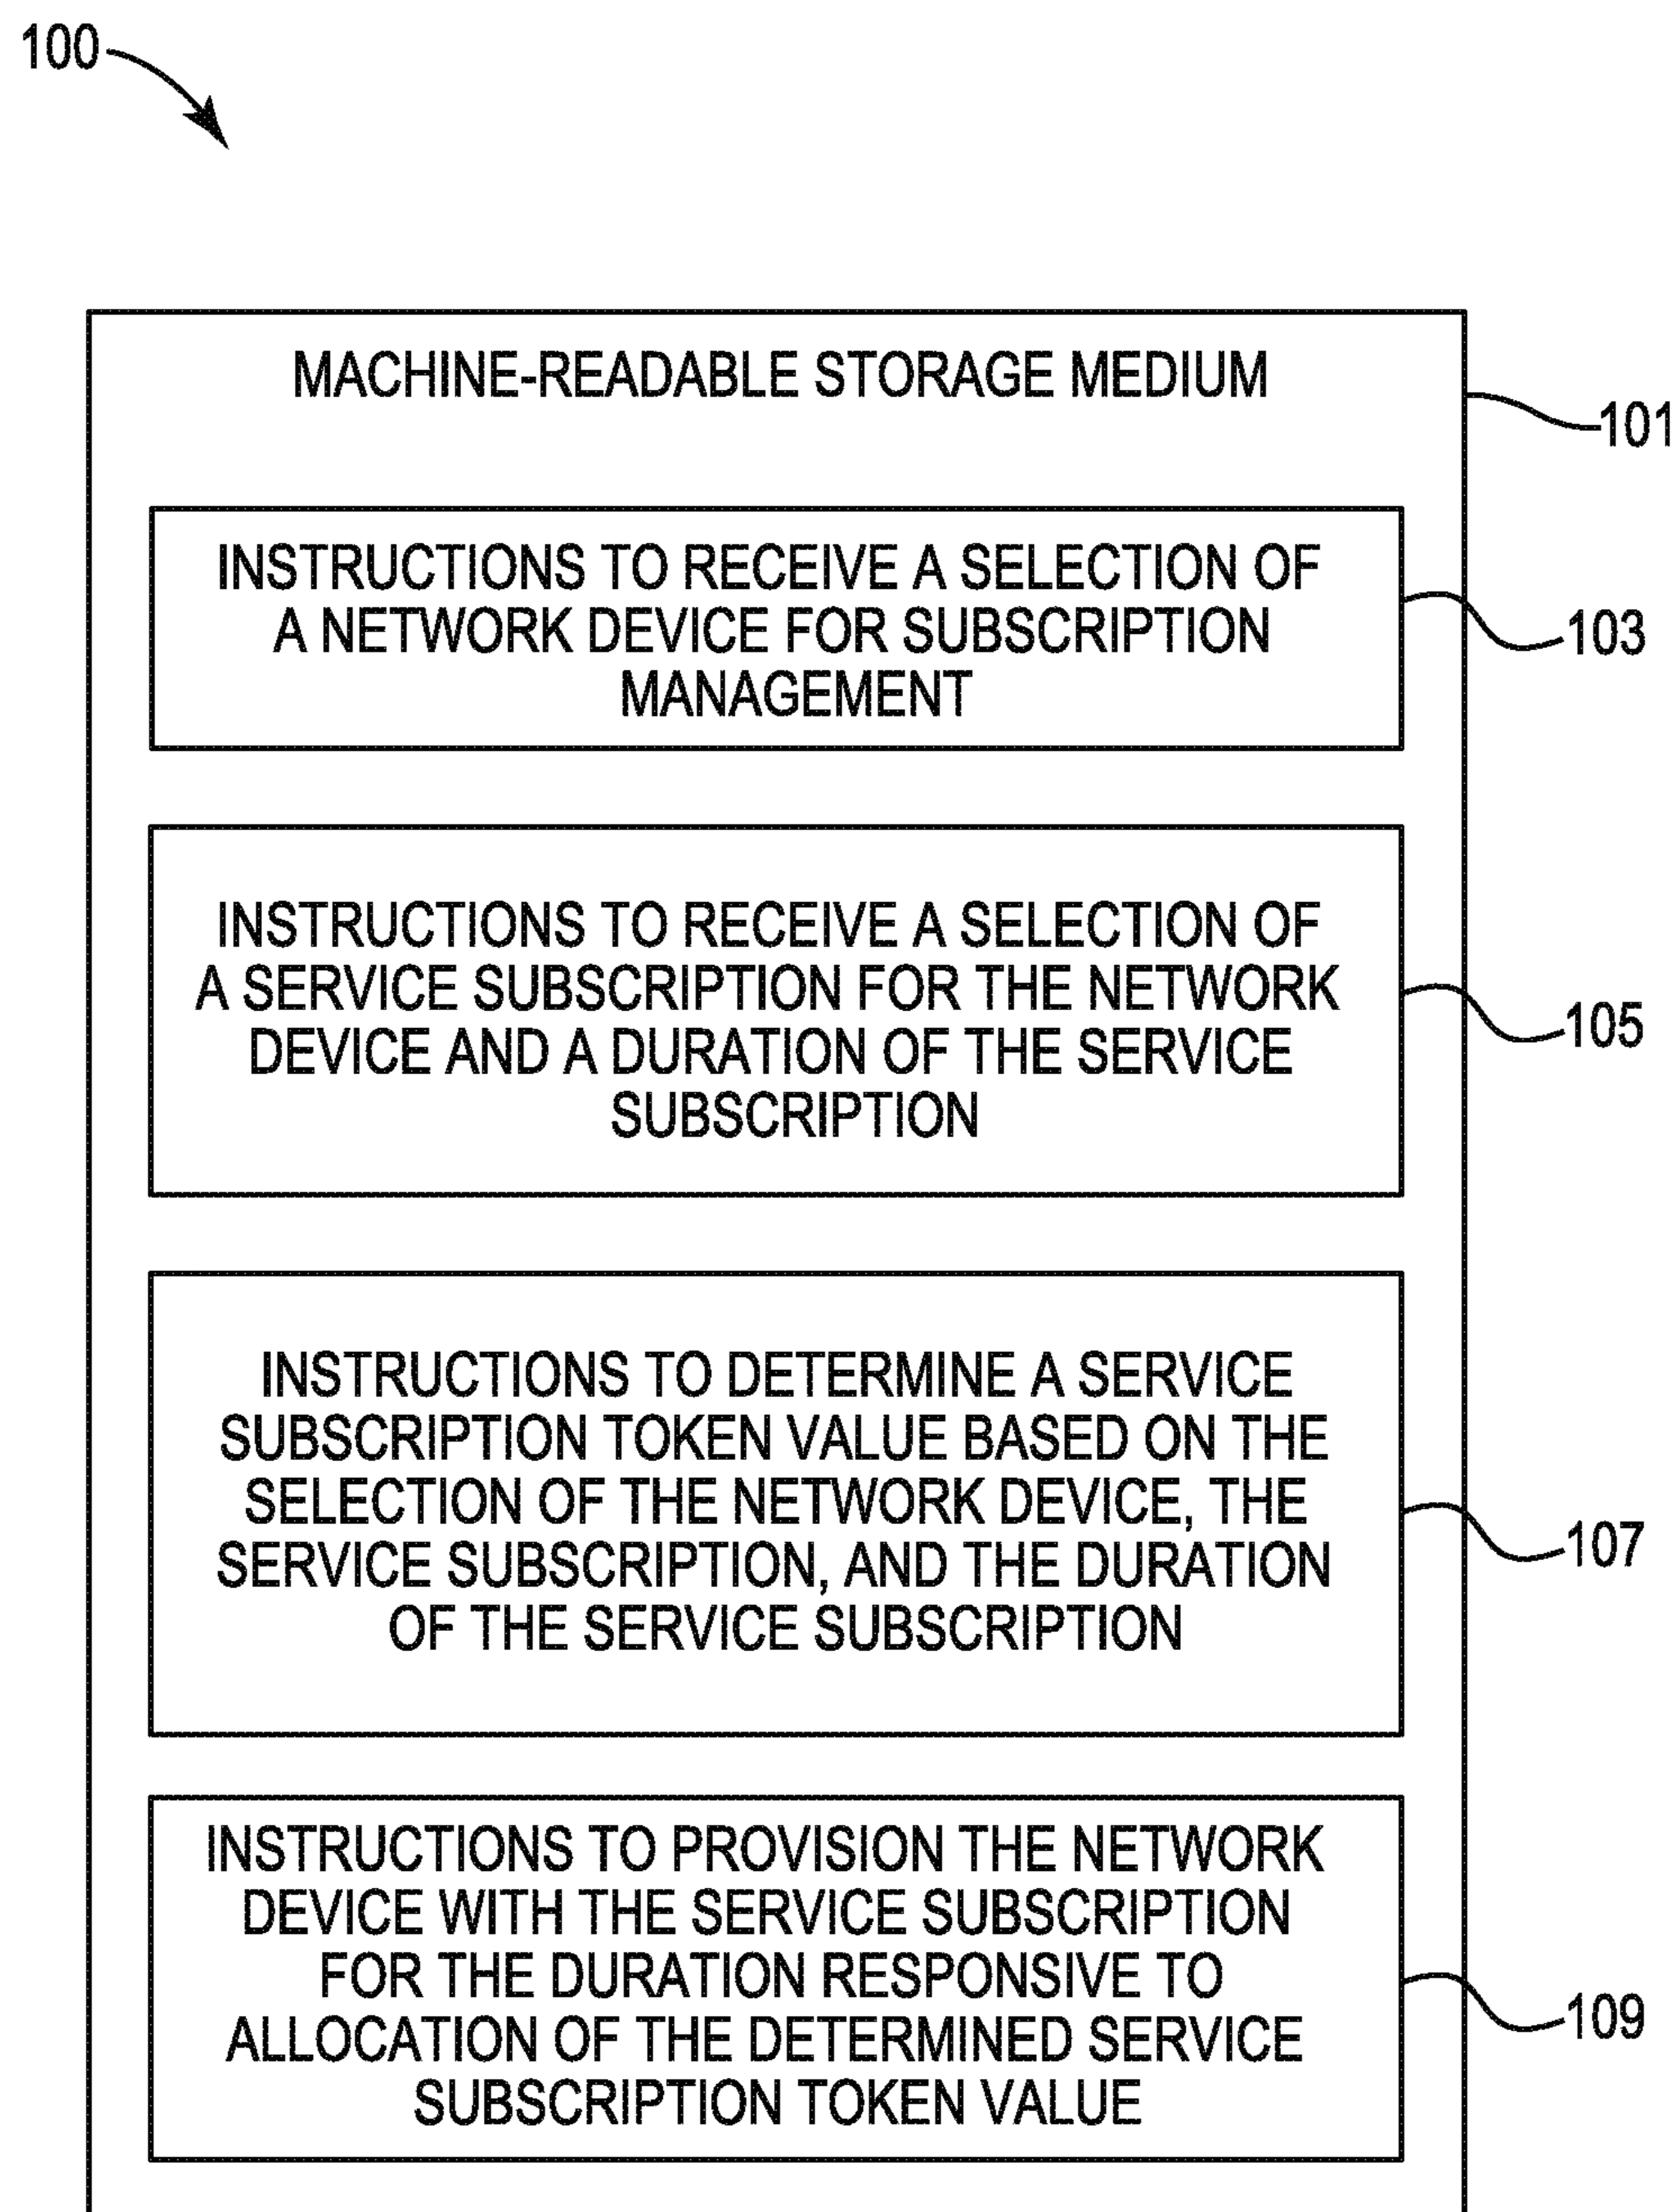 100
MACHINE-READABLE STORAGE MEDIUM
101
INSTRUCTIONS TO RECEIVE A SELECTION OF
A NETWORK DEVICE FOR SUBSCRIPTION
MANAGEMENT
103
INSTRUCTIONS TO RECEIVE A SELECTION OF
A SERVICE SUBSCRIPTION FOR THE NETWORK
DEVICE AND A DURATION OF THE SERVICE
SUBSCRIPTION
105
INSTRUCTIONS TO DETERMINE A SERVICE
SUBSCRIPTION TOKEN VALUE BASED ON THE
SELECTION OF THE NETWORK DEVICE, THE
SERVICE SUBSCRIPTION, AND THE DURATION
OF THE SERVICE SUBSCRIPTION
107
INSTRUCTIONS TO PROVISION THE NETWORK
DEVICE WITH THE SERVICE SUBSCRIPTION
FOR THE DURATION RESPONSIVE TO
ALLOCATION OF THE DETERMINED SERVICE
SUBSCRIPTION TOKEN VALUE
109